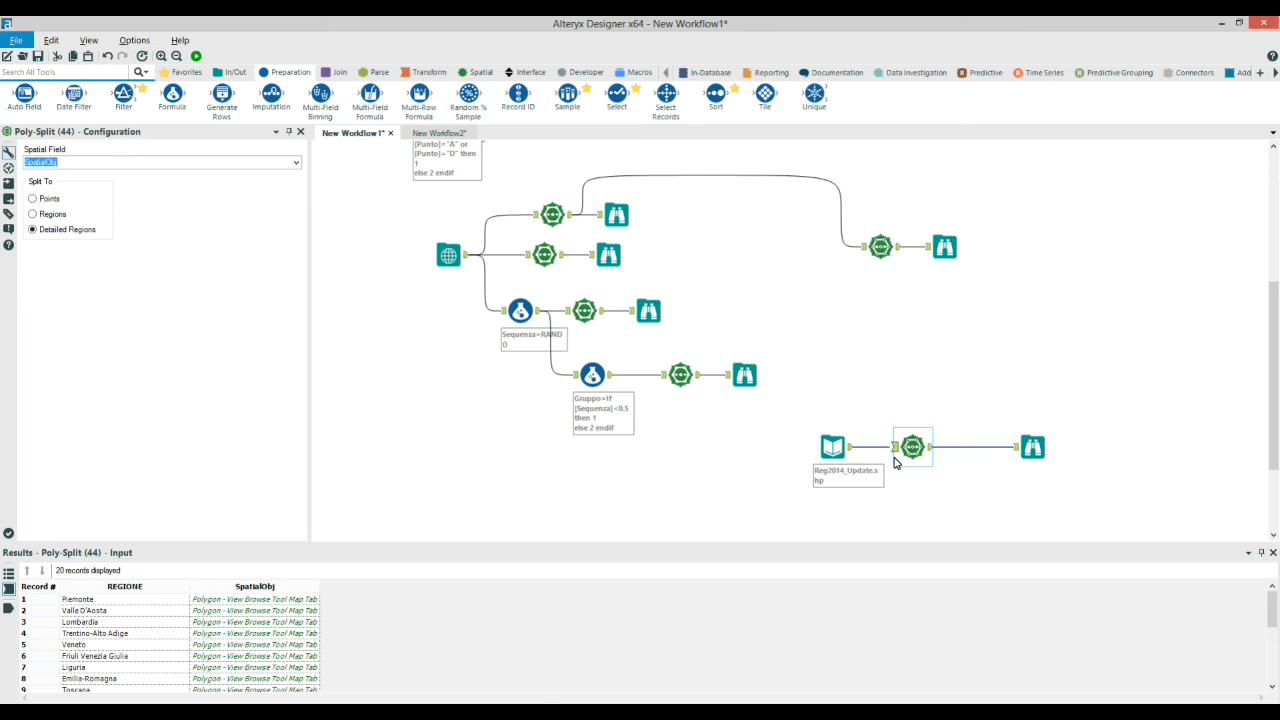 Alteryx Designer x64 - New Workflow1*
File Edit View Options Help
Search All Tools Favorites In/Out Preparation Join Parse Transform Spatial Interface Developer Macros In-Database Reporting Documentation Data Investigation Predictive Time Series Predictive Grouping Connectors Add
Auto Field Date Filter Filter Formula Generate Rows Imputation Multi-Field Binning Multi-Field Formula Multi-Row Formula Random % Sample Record ID Sample Select Select Records Sort Tile Unique
Poly-Split (44) - Configuration
New Workflow1* New Workflow2*
Spatial Field
SpatialObj
Split To
Points
Regions
Detailed Regions
[Punto]="A" or
[Punto]="D" then
1
else 2 endif
Sequenza=RAND
()
Gruppo=If
[Sequenza]<0.5
then 1
else 2 endif
Reg2014_Update.s
hp
Results - Poly-Split (44) - Input
20 records displayed
Record # REGIONE SpatialObj
1 Piemonte Polygon - View Browse Tool Map Tab
2 Valle D'Aosta Polygon - View Browse Tool Map Tab
3 Lombardia Polygon - View Browse Tool Map Tab
4 Trentino-Alto Adige Polygon - View Browse Tool Map Tab
5 Veneto Polygon - View Browse Tool Map Tab
6 Friuli Venezia Giulia Polygon - View Browse Tool Map Tab
7 Liguria Polygon - View Browse Tool Map Tab
8 Emilia-Romagna Polygon - View Browse Tool Map Tab
9 Toscana Polygon - View Browse Tool Map Tab